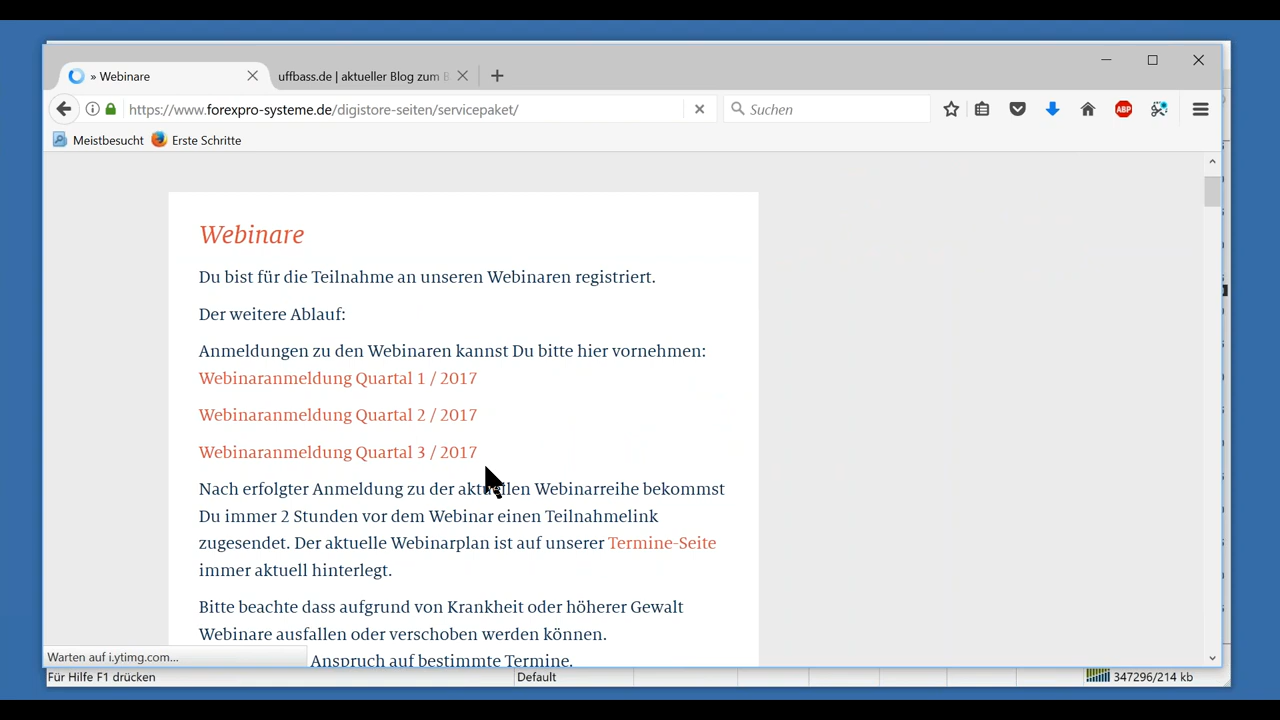 » Webinare
uffbass.de | aktueller Blog zum B
https://www.forexpro-systeme.de/digistore-seiten/servicepaket/
Suchen
ABP
Meistbesucht
Erste Schritte
Webinare
Du bist für die Teilnahme an unseren Webinaren registriert.
Der weitere Ablauf:
Anmeldungen zu den Webinaren kannst Du bitte hier vornehmen:
Webinaranmeldung Quartal 1 / 2017
Webinaranmeldung Quartal 2 / 2017
Webinaranmeldung Quartal 3 / 2017
Nach erfolgter Anmeldung zu der aktuellen Webinarreihe bekommst
Du immer 2 Stunden vor dem Webinar einen Teilnahmelink
zugesendet. Der aktuelle Webinarplan ist auf unserer Termine-Seite
immer aktuell hinterlegt.
Bitte beachte dass aufgrund von Krankheit oder höherer Gewalt
Webinare ausfallen oder verschoben werden können.
Anspruch auf bestimmte Termine.
Warten auf i.ytimg.com...
Für Hilfe F1 drücken
Default
347296/214 kb